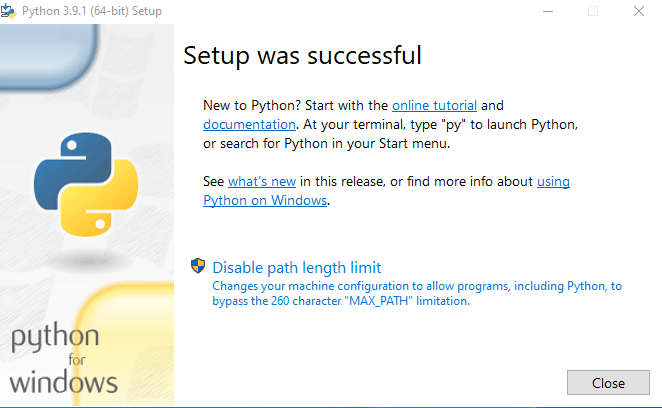 Python 3.9.1 (64-bit) Setup
Setup was successful
New to Python? Start with the online tutorial and
documentation. At your terminal, type "py" to launch Python,
or search for Python in your Start menu.
See what's new in this release, or find more info about using
Python on Windows.
Disable path length limit
Changes your machine configuration to allow programs, including Python, to
bypass the 260 character "MAX_PATH" limitation.
python
for
windows
Close